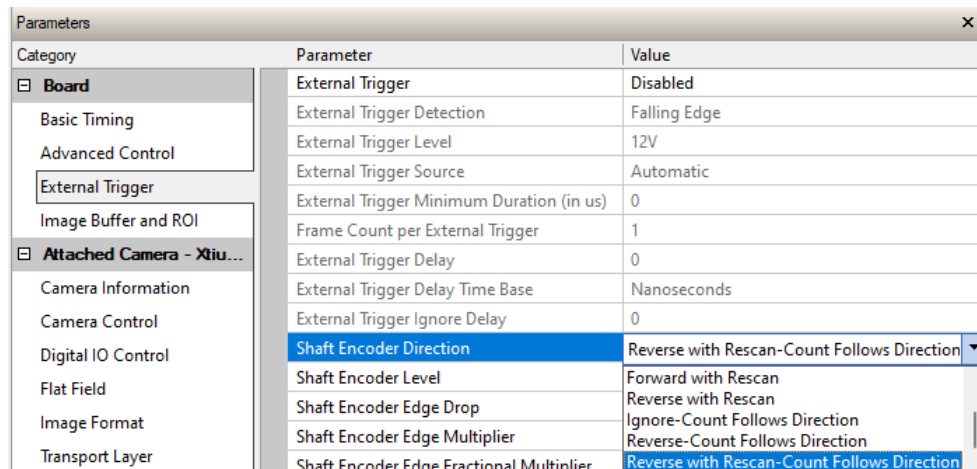 Parameters
Category Parameter Value
Board External Trigger Disabled
Basic Timing External Trigger Detection Falling Edge
External Trigger Level 12V
Advanced Control External Trigger Source Automatic
External Trigger External Trigger Minimum Duration (in us) 0
Image Buffer and ROI Frame Count per External Trigger 1
Attached Camera - Xtiu... External Trigger Delay 0
Camera Information External Trigger Delay Time Base Nanoseconds
Camera Control External Trigger Ignore Delay 0
Digital IO Control Shaft Encoder Direction Reverse with Rescan-Count Follows Direction
Flat Field Shaft Encoder Level Forward with Rescan
Reverse with Rescan
Shaft Encoder Edge Drop Ignore-Count Follows Direction
Image Format Shaft Encoder Edge Multiplier Reverse-Count Follows Direction
Transport Layer Shaft Encoder Edge Fractional Multiplier Reverse with Rescan-Count Follows Direction